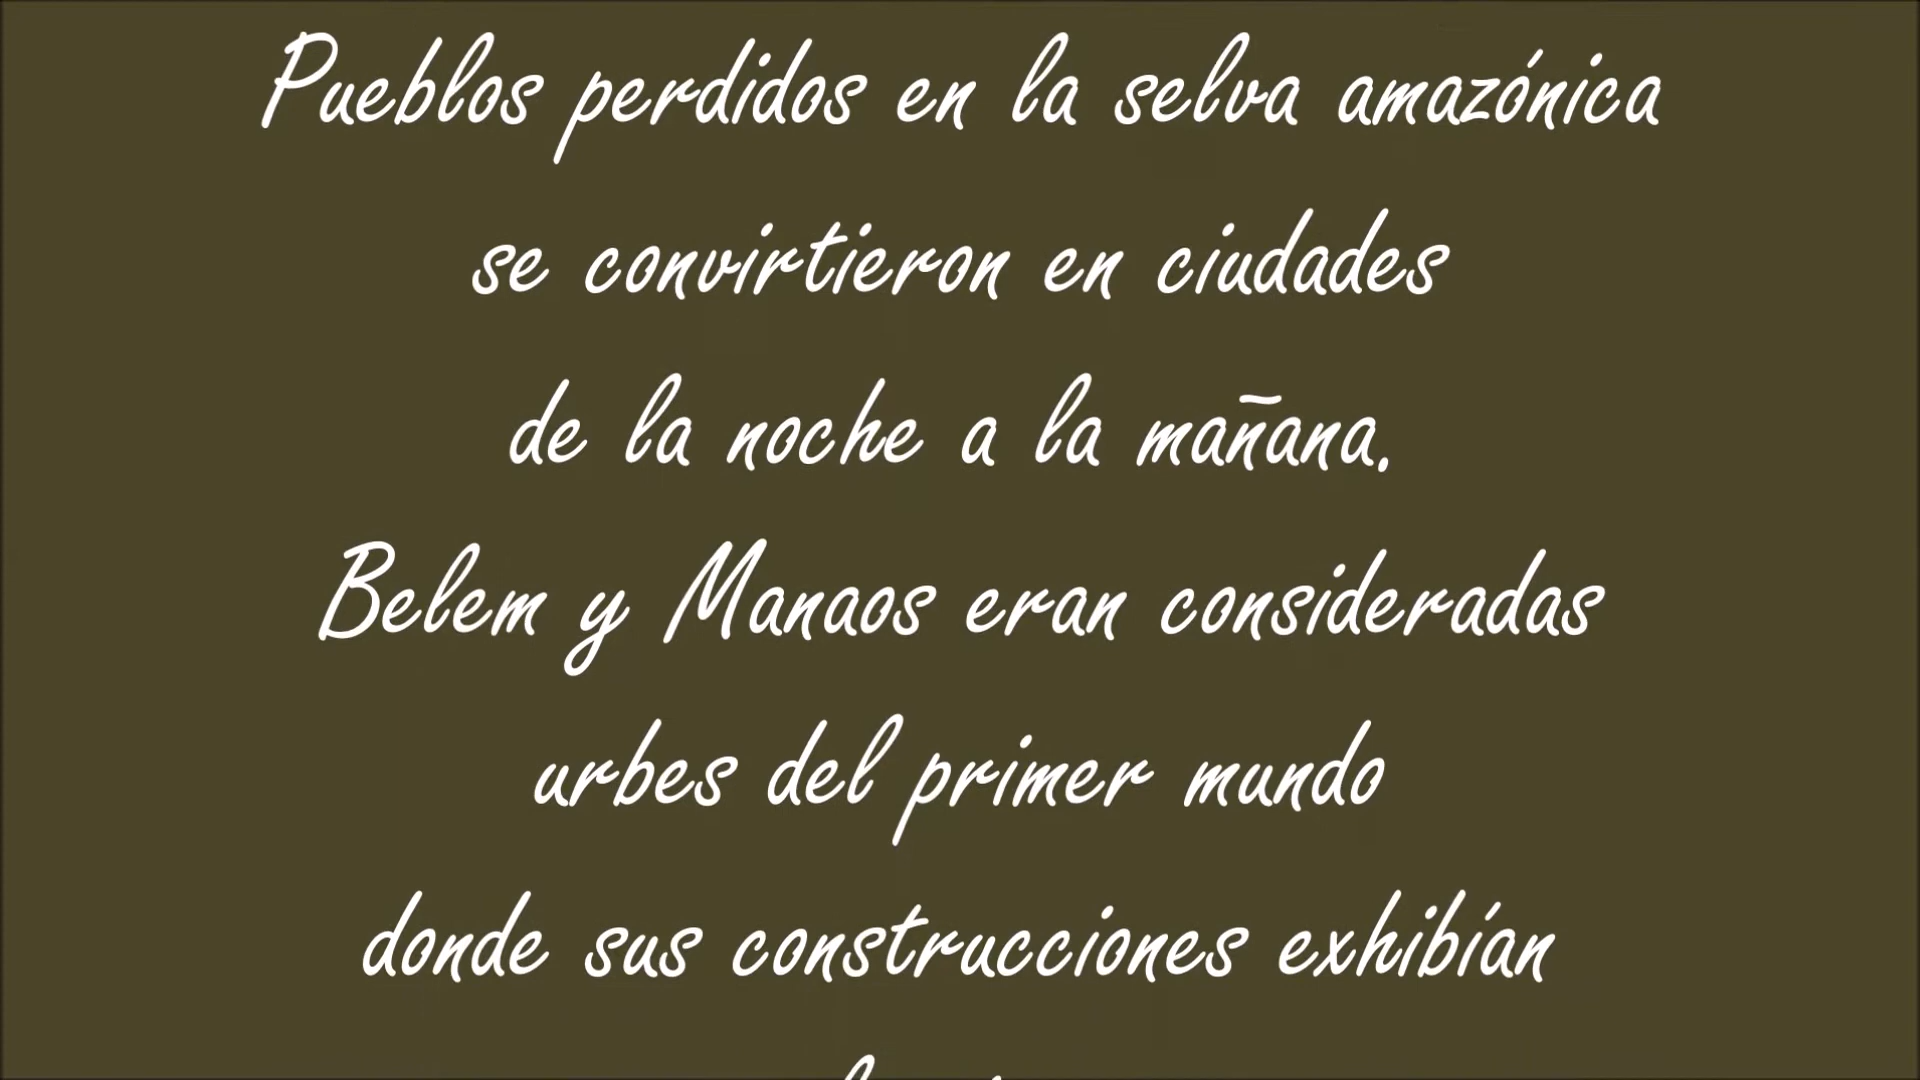 Pueblos perdidos en la selva amazónica
se convirtieron en ciudades
de la noche a la mañana.
Belem y Manaos eran consideradas
urbes del primer mundo
donde sus construcciones exhibían